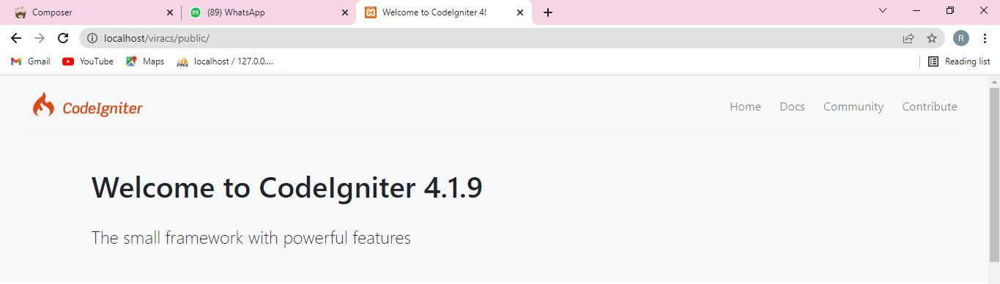 Composer
(89) WhatsApp
Welcome to CodeIgniter 4!
localhost/viracs/public/
R
Gmail
YouTube
Maps
PMA
localhost / 127.0.0....
Reading list
CodeIgniter
Home
Docs
Community
Contribute
Welcome to CodeIgniter 4.1.9
The small framework with powerful features